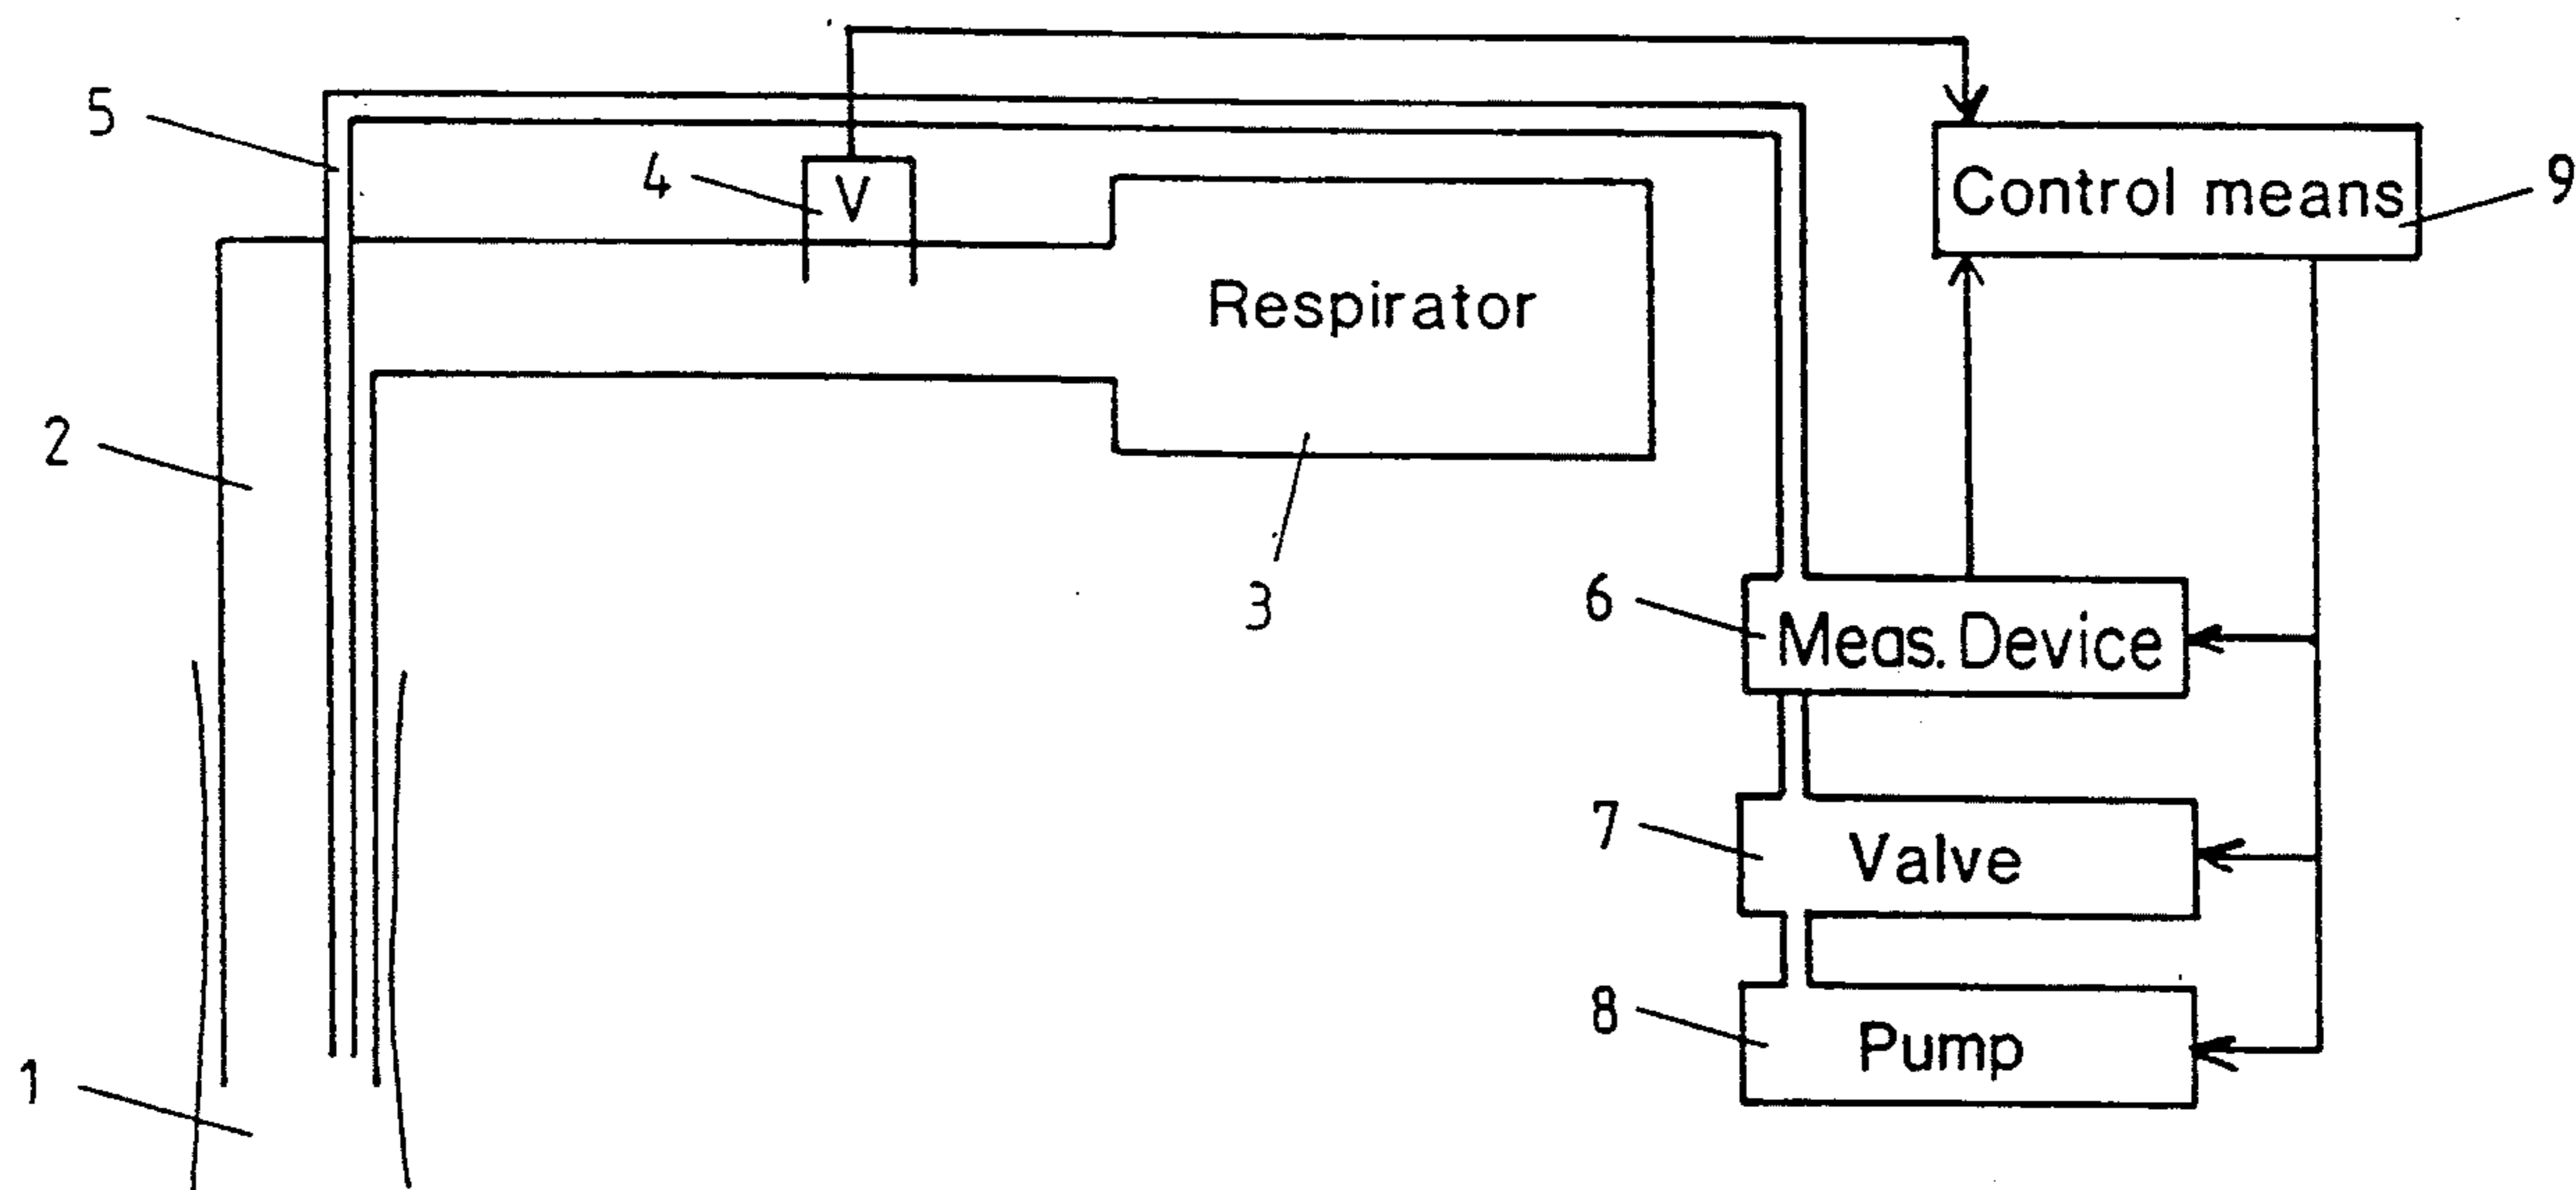 5
4
V
Control means
9
Respirator
2
3
6
Meas. Device
7
Valve
8
Pump
1